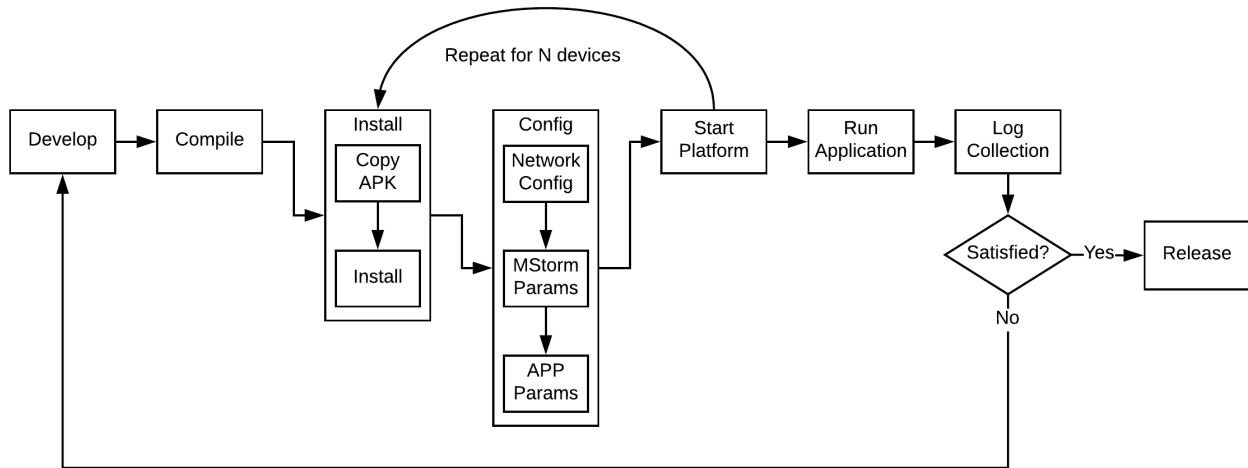 Repeat for N devices
Develop
Compile
Install
Copy
APK
Install
Config
Network
Config
MStorm
Params
APP
Params
Start
Platform
Run
Application
Log
Collection
Satisfied?
Yes
Release
No